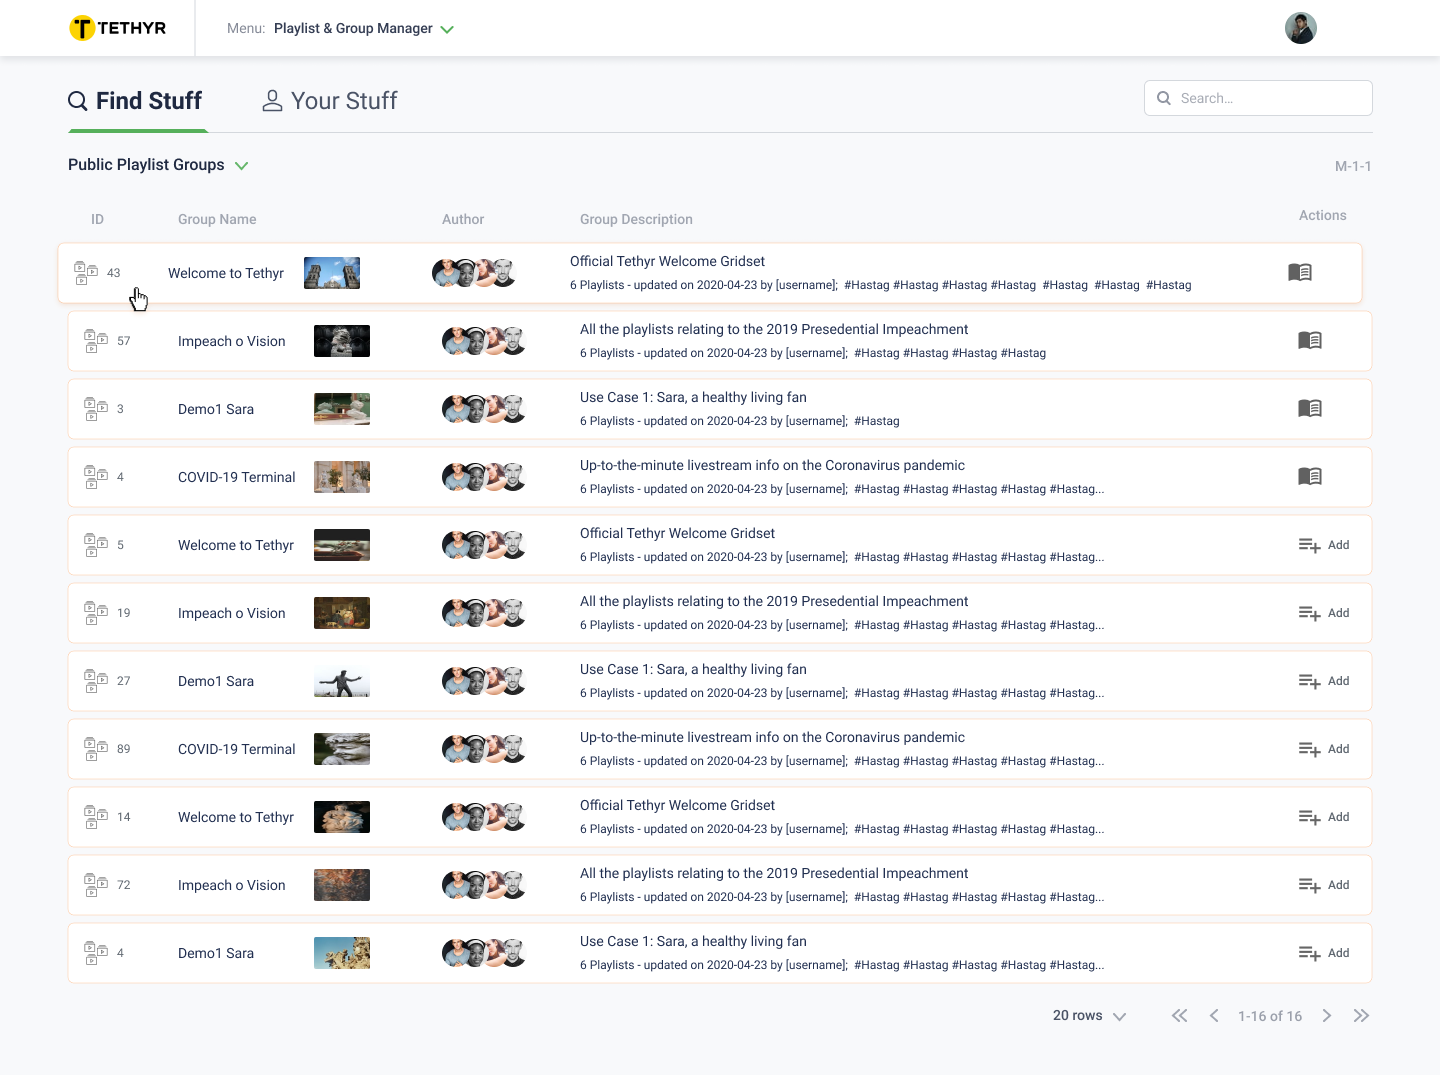 TETHYR
Menu: Playlist & Group Manager
Find Stuff Your Stuff Search...
Public Playlist Groups M-1-1
ID Group Name Author Group Description Actions
43 Welcome to Tethyr Official Tethyr Welcome Gridset
6 Playlists - updated on 2020-04-23 by [username]; #Hastag #Hastag #Hastag #Hastag #Hastag #Hastag #Hastag
57 Impeach o Vision All the playlists relating to the 2019 Presedential Impeachment
6 Playlists - updated on 2020-04-23 by [username]; #Hastag #Hastag #Hastag #Hastag
3 Demo1 Sara Use Case 1: Sara, a healthy living fan
6 Playlists - updated on 2020-04-23 by [username]; #Hastag
4 COVID-19 Terminal Up-to-the-minute livestream info on the Coronavirus pandemic
6 Playlists - updated on 2020-04-23 by [username]; #Hastag #Hastag #Hastag #Hastag #Hastag...
5 Welcome to Tethyr Official Tethyr Welcome Gridset Add
6 Playlists - updated on 2020-04-23 by [username]; #Hastag #Hastag #Hastag #Hastag #Hastag...
19 Impeach o Vision All the playlists relating to the 2019 Presedential Impeachment Add
6 Playlists - updated on 2020-04-23 by [username]; #Hastag #Hastag #Hastag #Hastag #Hastag...
27 Demo1 Sara Use Case 1: Sara, a healthy living fan Add
6 Playlists - updated on 2020-04-23 by [username]; #Hastag #Hastag #Hastag #Hastag #Hastag...
89 COVID-19 Terminal Up-to-the-minute livestream info on the Coronavirus pandemic Add
6 Playlists - updated on 2020-04-23 by [username]; #Hastag #Hastag #Hastag #Hastag #Hastag...
14 Welcome to Tethyr Official Tethyr Welcome Gridset Add
6 Playlists - updated on 2020-04-23 by [username]; #Hastag #Hastag #Hastag #Hastag #Hastag...
72 Impeach o Vision All the playlists relating to the 2019 Presedential Impeachment Add
6 Playlists - updated on 2020-04-23 by [username]; #Hastag #Hastag #Hastag #Hastag #Hastag...
4 Demo1 Sara Use Case 1: Sara, a healthy living fan Add
6 Playlists - updated on 2020-04-23 by [username]; #Hastag #Hastag #Hastag #Hastag #Hastag...
20 rows 1-16 of 16